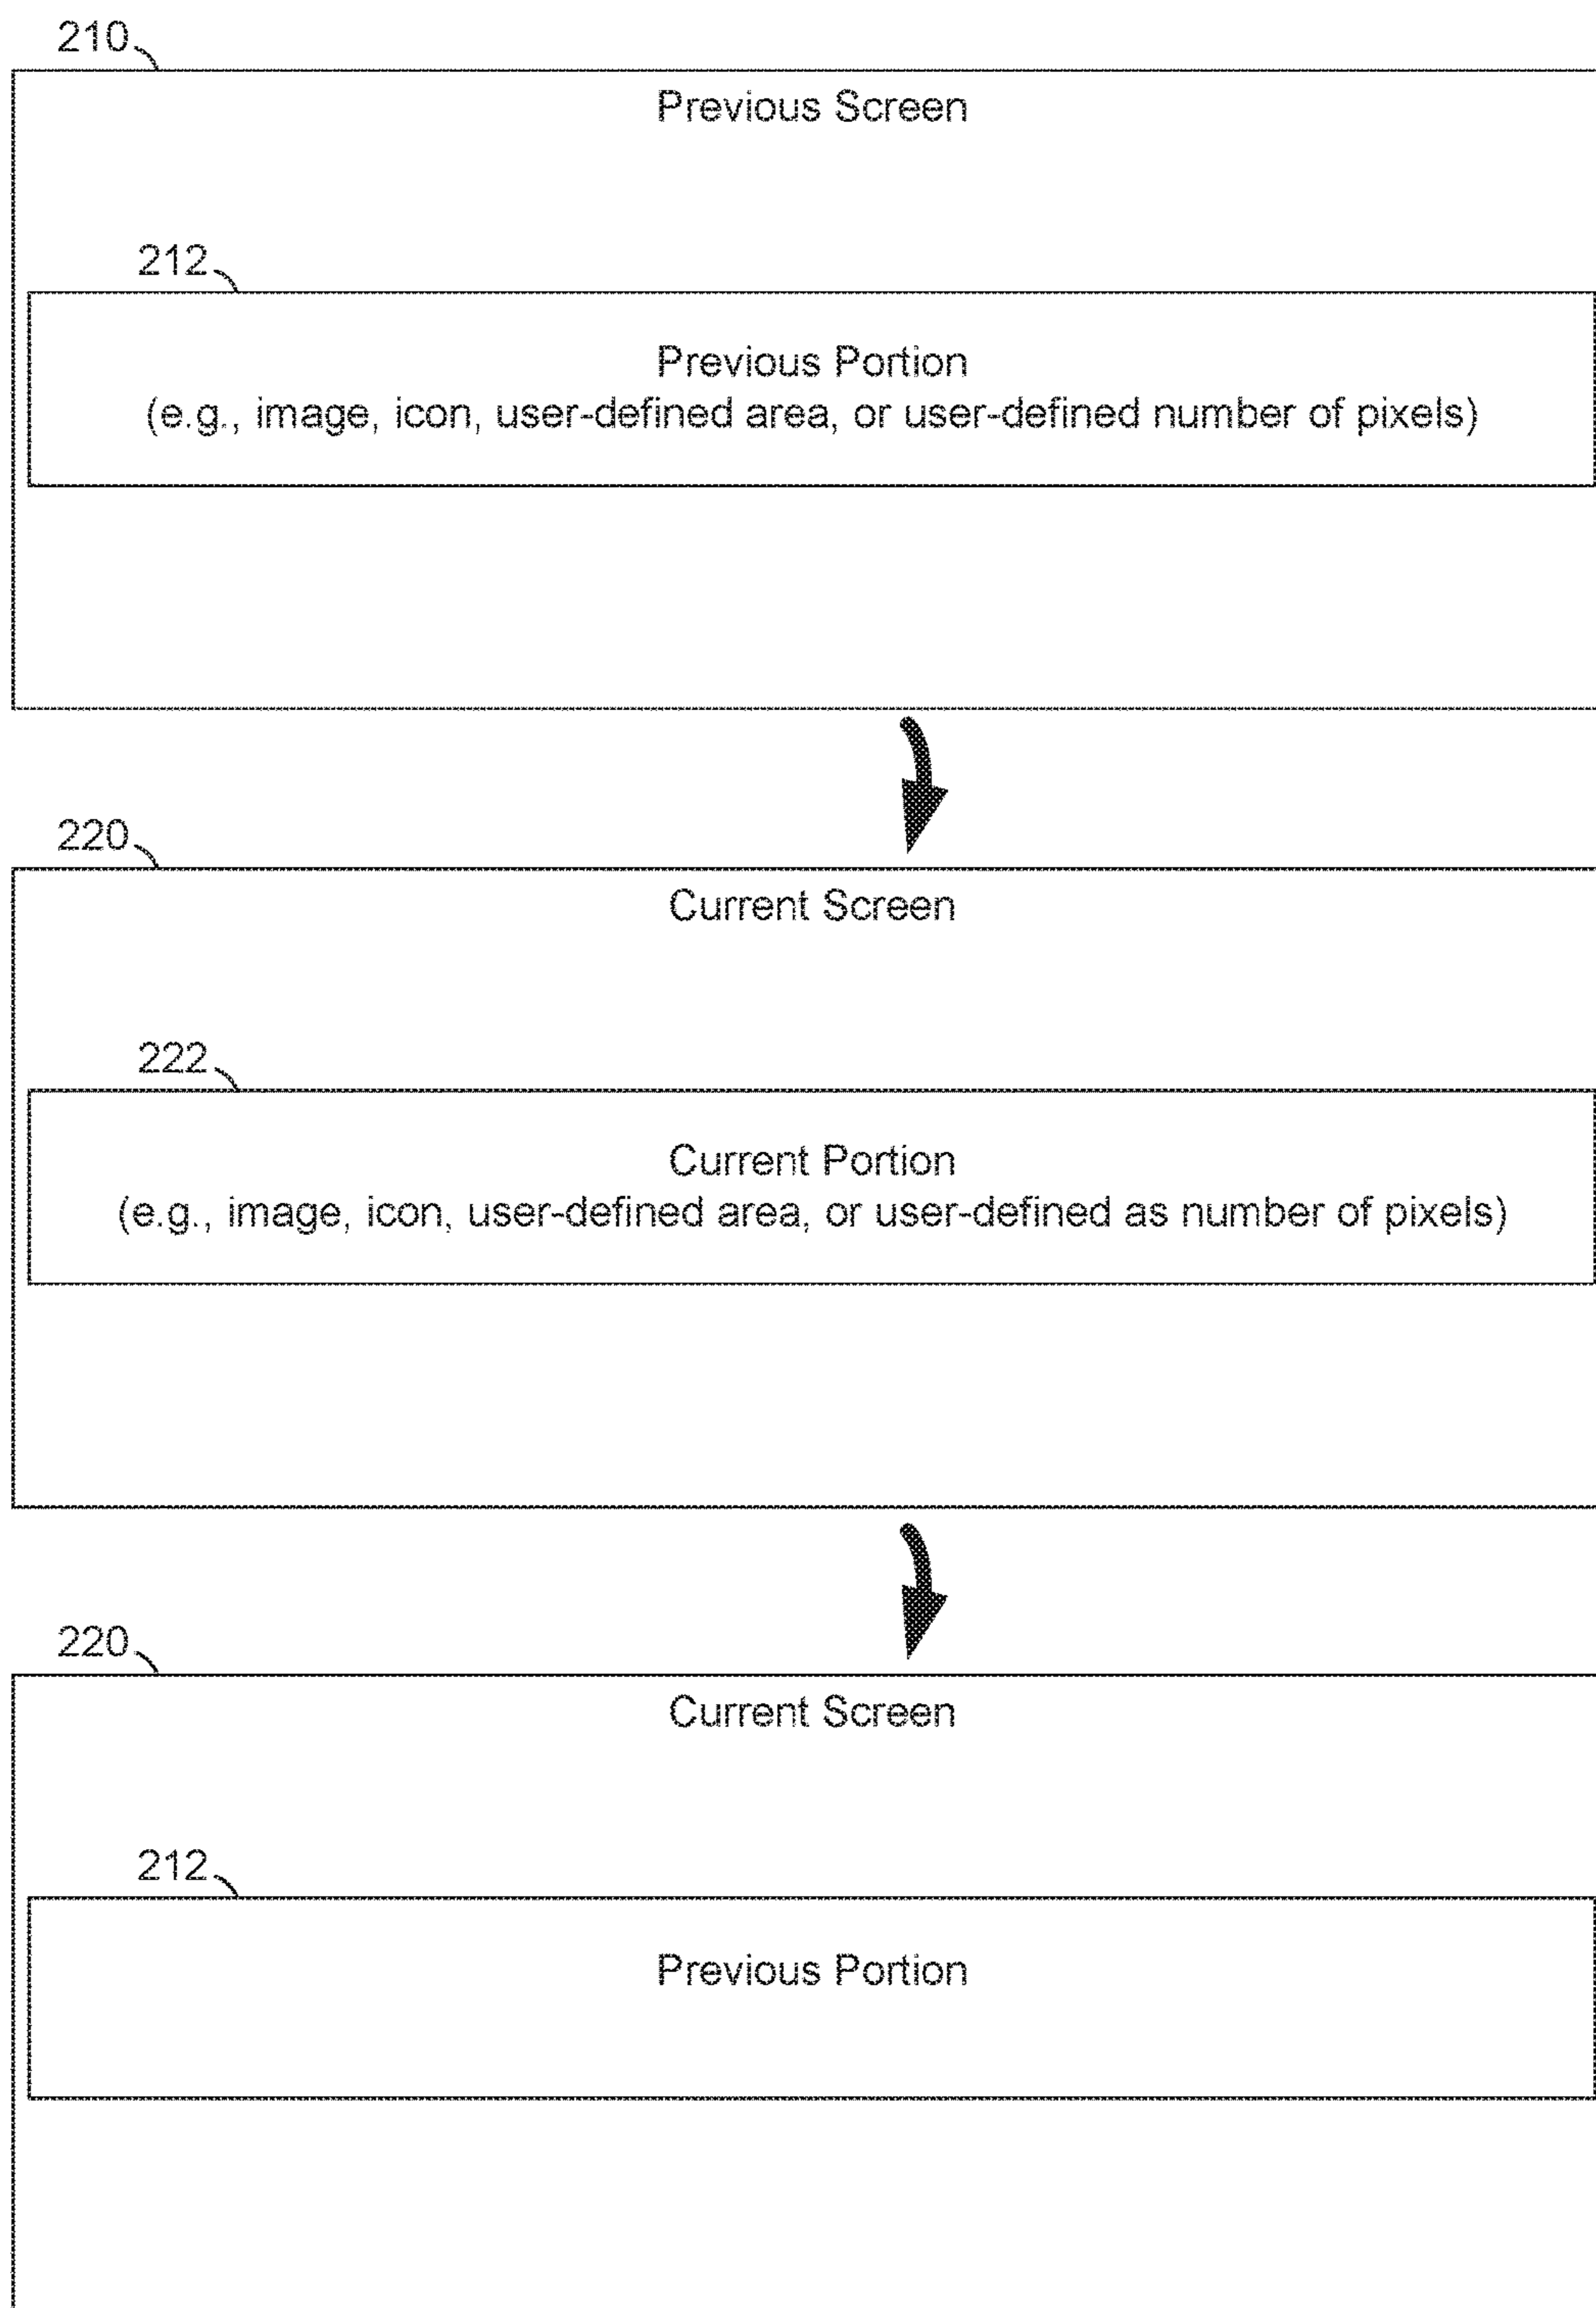 210
Previous Screen
212
Previous Portion
(e.g., image, icon, user-defined area, or user-defined number of pixels)
220
Current Screen
222
Current Portion
(e.g., image, icon, user-defined area, or user-defined as number of pixels)
220
Current Screen
212
Previous Portion